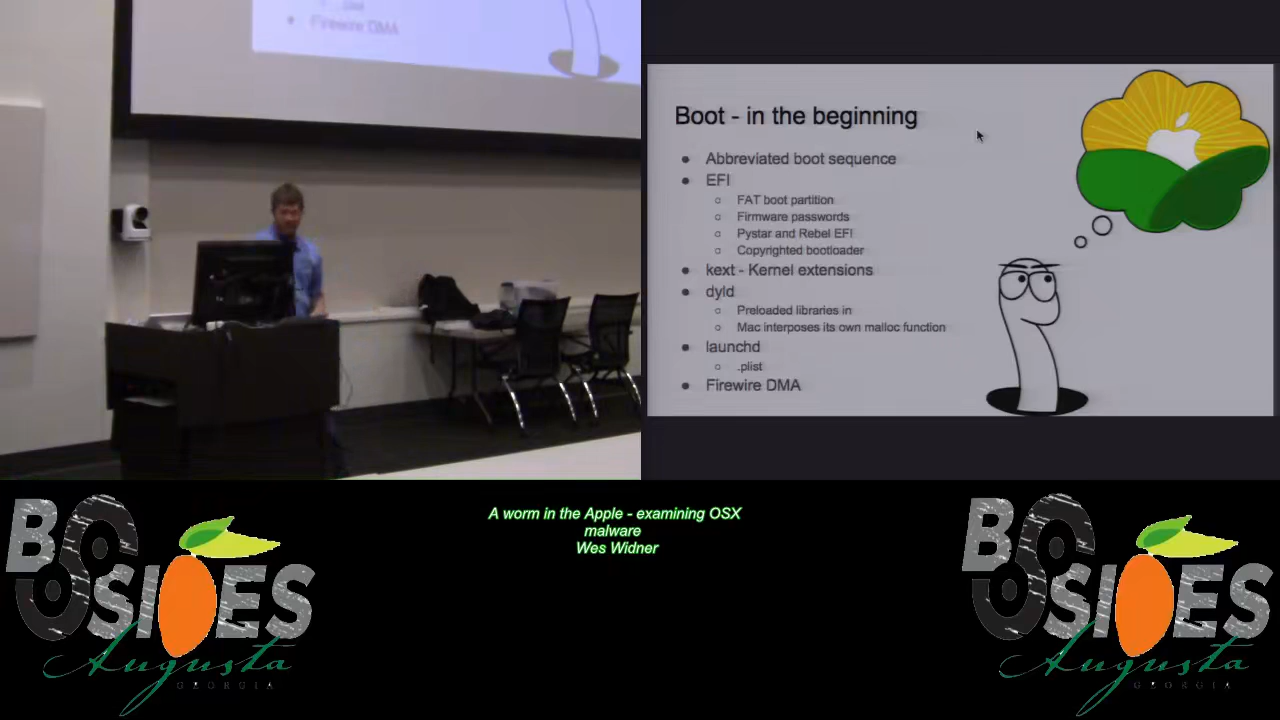 Firewire DMA
Boot - in the beginning
Abbreviated boot sequence
EFI
FAT boot partition
Firmware passwords
Pystar and Rebel EFI
Copyrighted bootloader
kext - Kernel extensions
dyld
Preloaded libraries in
Mac interposes its own malloc function
launchd
.plist
Firewire DMA
A worm in the Apple - examining OSX
malware
Wes Widner
BSIDES
Augusta
GEORGIA
BSIDES
Augusta
GEORGIA